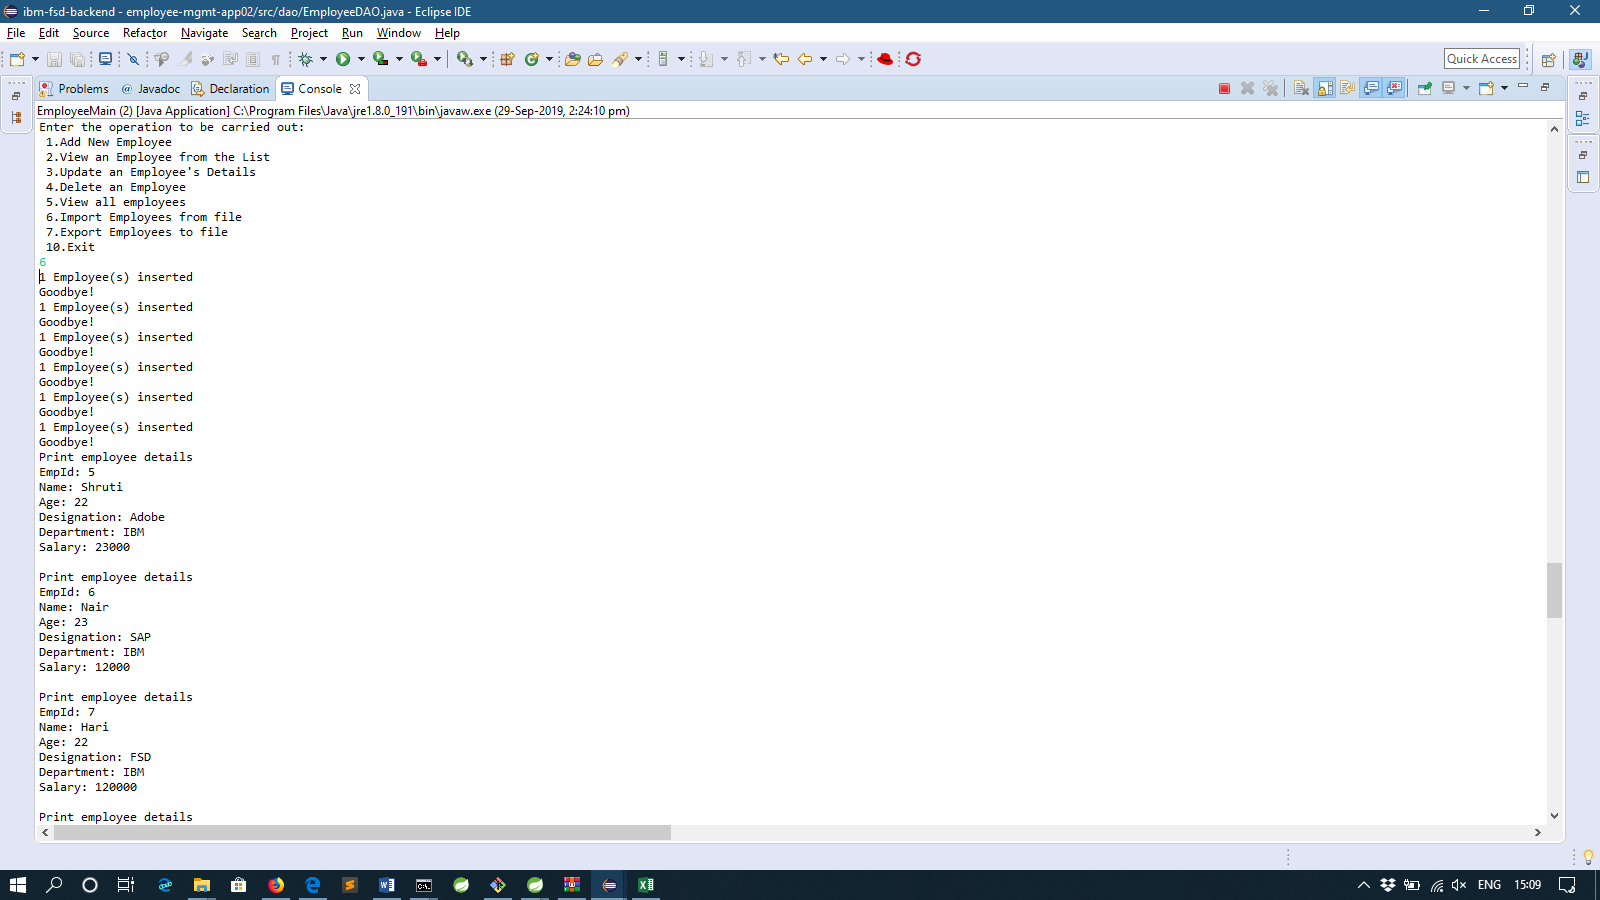 ibm-fsd-backend - employee-mgmt-app02/src/dao/EmployeeDAO.java - Eclipse IDE
File Edit Source Refactor Navigate Search Project Run Window Help
Quick Access
Problems @ Javadoc Declaration Console
EmployeeMain (2) [Java Application] C:\Program Files\Java\jre1.8.0_191\bin\javaw.exe (29-Sep-2019, 2:24:10 pm)
Enter the operation to be carried out:
1.Add New Employee
2.View an Employee from the List
3.Update an Employee's Details
4.Delete an Employee
5.View all employees
6.Import Employees from file
7.Export Employees to file
10.Exit
6
1 Employee(s) inserted
Goodbye!
1 Employee(s) inserted
Goodbye!
1 Employee(s) inserted
Goodbye!
1 Employee(s) inserted
Goodbye!
1 Employee(s) inserted
Goodbye!
1 Employee(s) inserted
Goodbye!
Print employee details
EmpId: 5
Name: Shruti
Age: 22
Designation: Adobe
Department: IBM
Salary: 23000
Print employee details
EmpId: 6
Name: Nair
Age: 23
Designation: SAP
Department: IBM
Salary: 12000
Print employee details
EmpId: 7
Name: Hari
Age: 22
Designation: FSD
Department: IBM
Salary: 120000
Print employee details
ENG 15:09